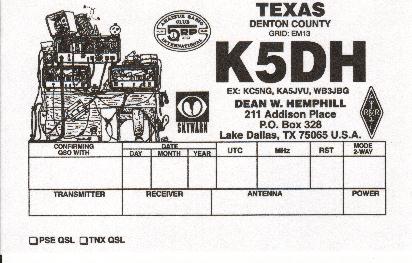 TEXAS
DENTON COUNTY
GRID: EM13
AMATEUR RADIO
CLUB
QRP
INTERNATIONAL
K5DH
EX: KC5NG, KA5JVU, WB3JBG
DEAN W. HEMPHILL
211 Addison Place
P.O. Box 328
Lake Dallas, TX 75065 U.S.A.
SKYWARN
CONFIRMING QSO WITH
DATE
DAY MONTH YEAR
UTC
MHz
RST
MODE 2-WAY
TRANSMITTER
RECEIVER
ANTENNA
POWER
PSE QSL TNX QSL